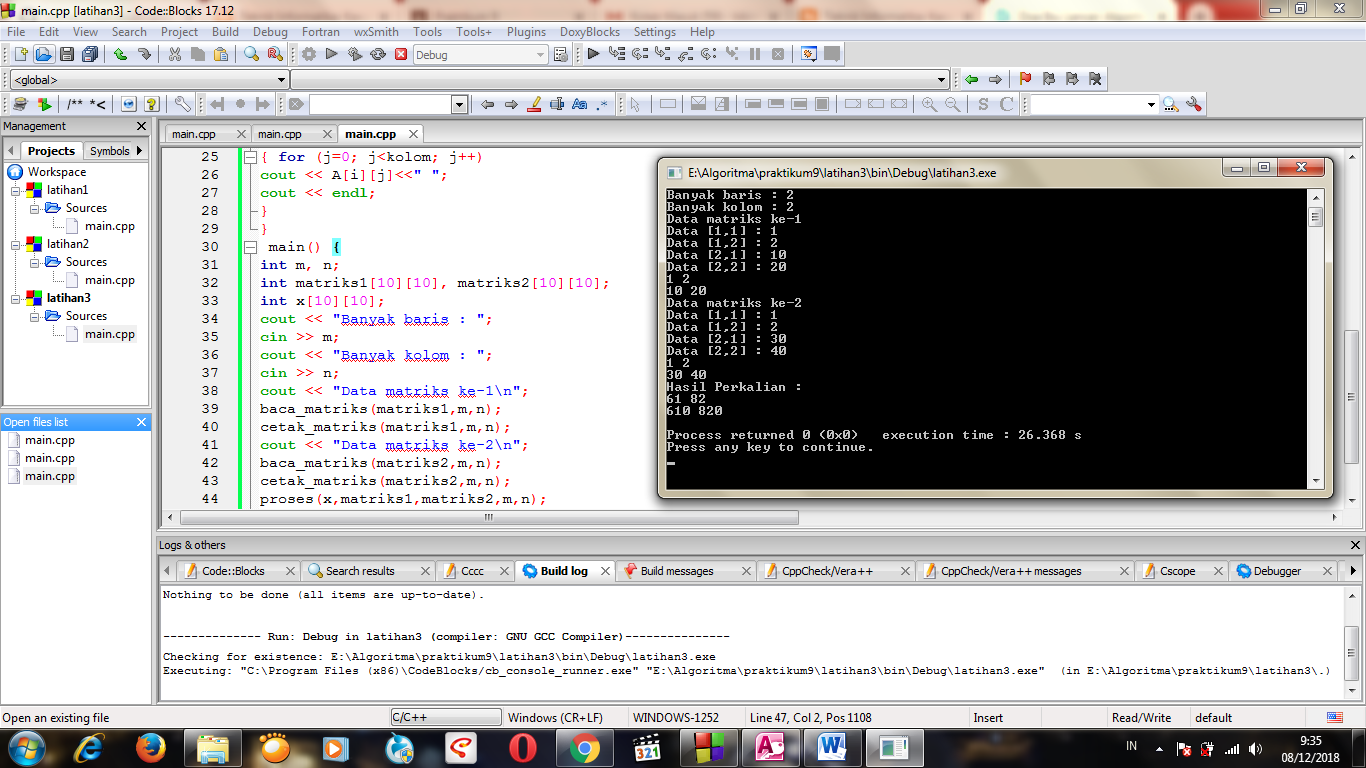 main.cpp [latihan3] - Code::Blocks 17.12
File Edit View Search Project Build Debug Fortran wxSmith Tools Tools+ Plugins DoxyBlocks Settings Help
Debug
<global>
/** *<
S C
Management
Projects Symbols
Workspace
latihan1
Sources
main.cpp
latihan2
Sources
main.cpp
latihan3
Sources
main.cpp
Open files list
main.cpp
main.cpp
main.cpp
main.cpp main.cpp main.cpp
25 { for (j=0; j<kolom; j++)
26 cout << A[i][j]<<" ";
27 cout << endl;
28 }
29 }
30 main() {
31 int m, n;
32 int matriks1[10][10], matriks2[10][10];
33 int x[10][10];
34 cout << "Banyak baris : ";
35 cin >> m;
36 cout << "Banyak kolom : ";
37 cin >> n;
38 cout << "Data matriks ke-1\n";
39 baca_matriks(matriks1,m,n);
40 cetak_matriks(matriks1,m,n);
41 cout << "Data matriks ke-2\n";
42 baca_matriks(matriks2,m,n);
43 cetak_matriks(matriks2,m,n);
44 proses(x,matriks1,matriks2,m,n);
E:\Algoritma\praktikum9\latihan3\bin\Debug\latihan3.exe
Banyak baris : 2
Banyak kolom : 2
Data matriks ke-1
Data [1,1] : 1
Data [1,2] : 2
Data [2,1] : 10
Data [2,2] : 20
1 2
10 20
Data matriks ke-2
Data [1,1] : 1
Data [1,2] : 2
Data [2,1] : 30
Data [2,2] : 40
1 2
30 40
Hasil Perkalian :
61 82
610 820
Process returned 0 (0x0)   execution time : 26.368 s
Press any key to continue.
Logs & others
Code::Blocks Search results Cccc Build log Build messages CppCheck/Vera++ CppCheck/Vera++ messages Cscope Debugger
Nothing to be done (all items are up-to-date).
-------------- Run: Debug in latihan3 (compiler: GNU GCC Compiler)---------------
Checking for existence: E:\Algoritma\praktikum9\latihan3\bin\Debug\latihan3.exe
Executing: "C:\Program Files (x86)\CodeBlocks/cb_console_runner.exe" "E:\Algoritma\praktikum9\latihan3\bin\Debug\latihan3.exe"  (in E:\Algoritma\praktikum9\latihan3\.)
Open an existing file C/C++ Windows (CR+LF) WINDOWS-1252 Line 47, Col 2, Pos 1108 Insert Read/Write default
321
IN
9:35
08/12/2018